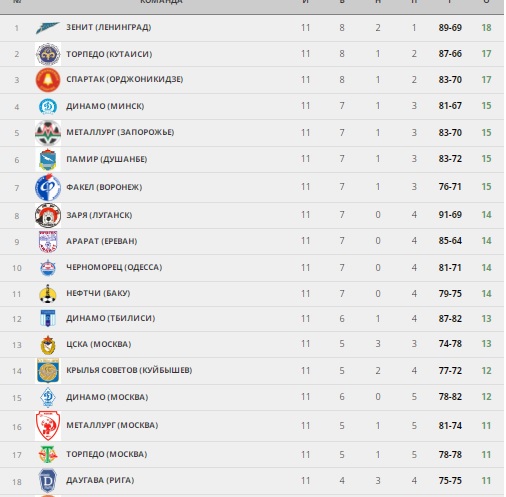 № КОМАНДА И В Н П Г О
1 ЗЕНИТ (ЛЕНИНГРАД) 11 8 2 1 89-69 18
2 ТОРПЕДО (КУТАИСИ) 11 8 1 2 87-66 17
3 СПАРТАК (ОРДЖОНИКИДЗЕ) 11 8 1 2 83-70 17
4 ДИНАМО (МИНСК) 11 7 1 3 81-67 15
5 МЕТАЛЛУРГ (ЗАПОРОЖЬЕ) 11 7 1 3 83-70 15
6 ПАМИР (ДУШАНБЕ) 11 7 1 3 83-72 15
7 ФАКЕЛ (ВОРОНЕЖ) 11 7 1 3 76-71 15
8 ЗАРЯ (ЛУГАНСК) 11 7 0 4 91-69 14
9 АРАРАТ (ЕРЕВАН) 11 7 0 4 85-64 14
10 ЧЕРНОМОРЕЦ (ОДЕССА) 11 7 0 4 81-71 14
11 НЕФТЧИ (БАКУ) 11 7 0 4 79-75 14
12 ДИНАМО (ТБИЛИСИ) 11 6 1 4 87-82 13
13 ЦСКА (МОСКВА) 11 5 3 3 74-78 13
14 КРЫЛЬЯ СОВЕТОВ (КУЙБЫШЕВ) 11 5 2 4 77-72 12
15 ДИНАМО (МОСКВА) 11 6 0 5 78-82 12
16 МЕТАЛЛУРГ (МОСКВА) 11 5 1 5 81-74 11
17 ТОРПЕДО (МОСКВА) 11 5 1 5 78-78 11
18 ДАУГАВА (РИГА) 11 4 3 4 75-75 11